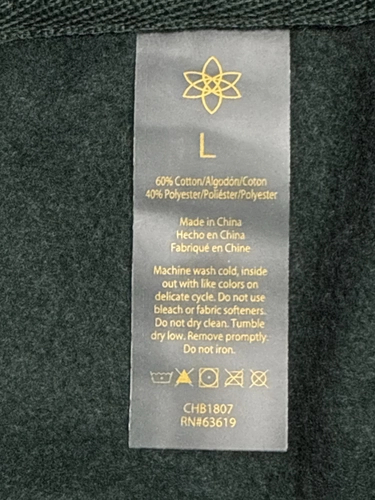 L
60% Cotton/Algodón/Coton
40% Polyester/Poliéster/Polyester
Made in China
Hecho en China
Fabriqué en Chine
Machine wash cold, inside
out with like colors on
delicate cycle. Do not use
bleach or fabric softeners.
Do not dry clean. Tumble
dry low. Remove promptly.
Do not iron.
CHB1807
RN#63619